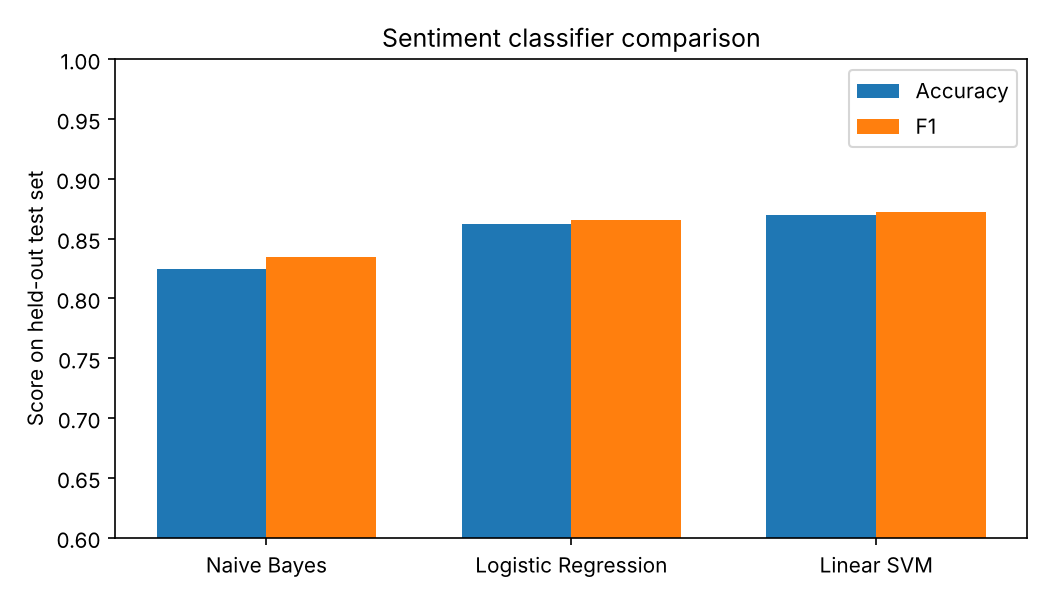 Sentiment classifier comparison
Score on held-out test set
1.00
0.95
0.90
0.85
0.80
0.75
0.70
0.65
0.60
Accuracy
F1
Naive Bayes
Logistic Regression
Linear SVM